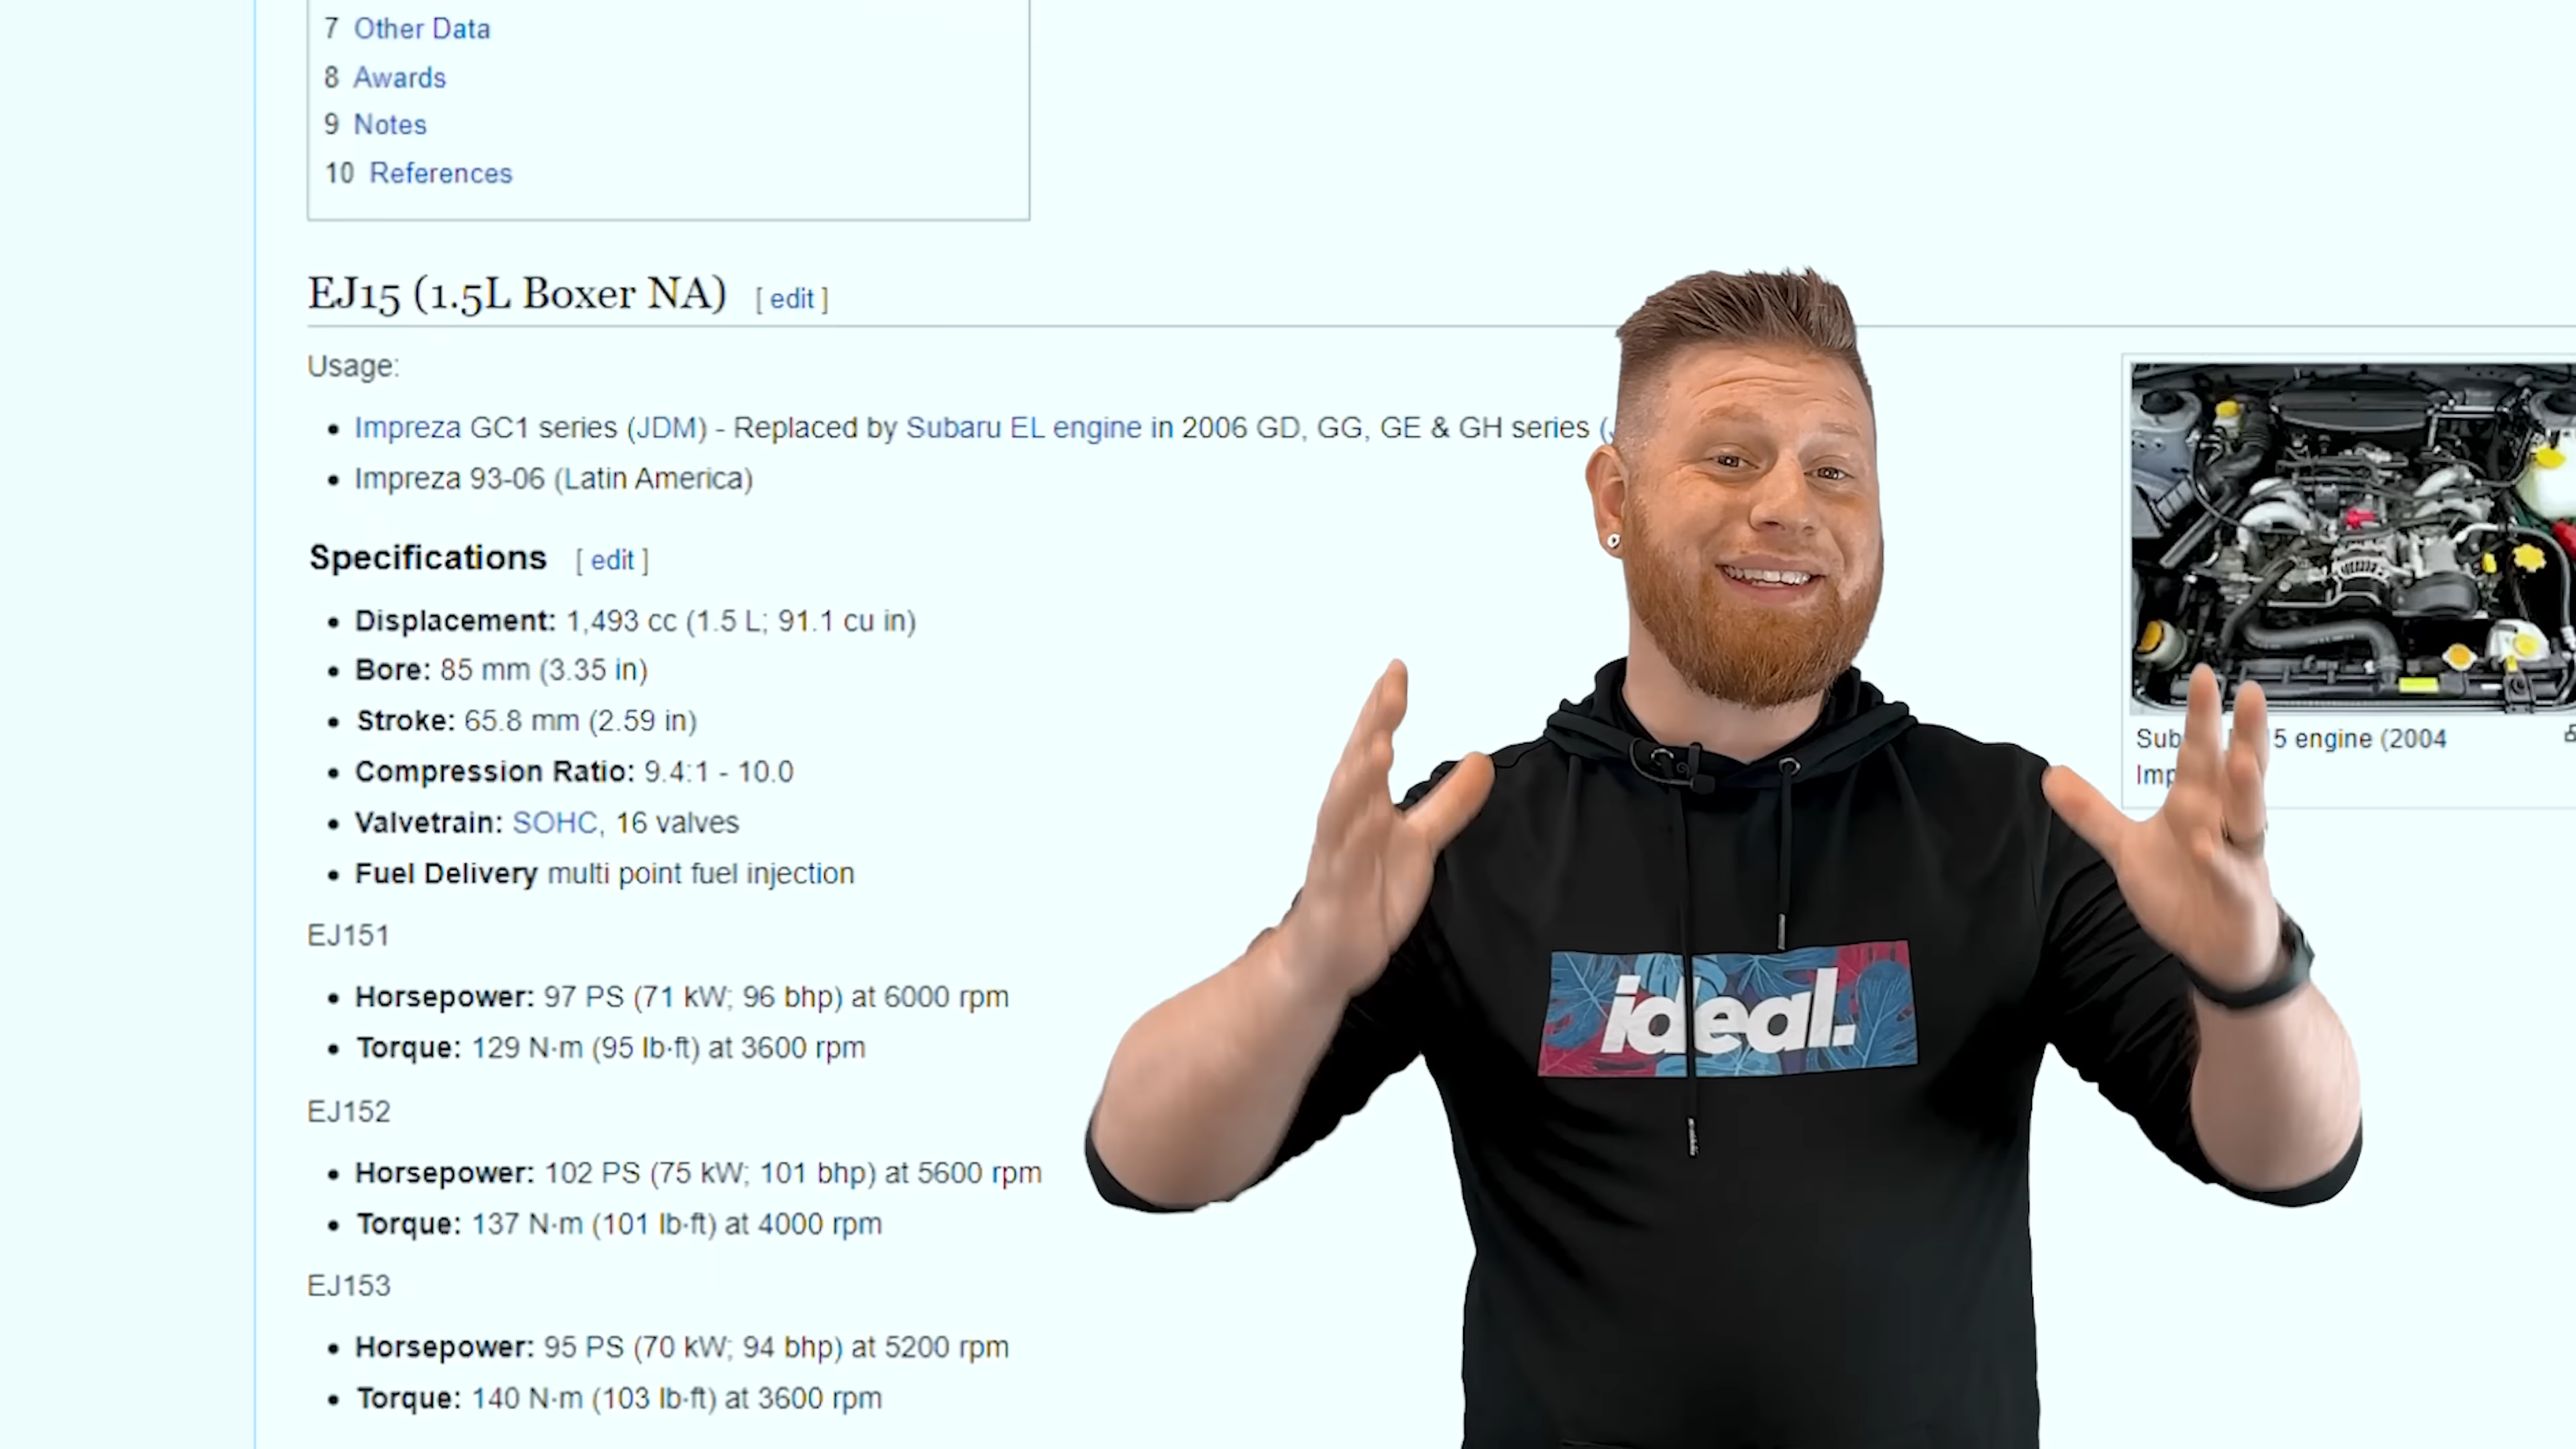 7 Other Data
8 Awards
9 Notes
10 References
EJ15 (1.5L Boxer NA) [ edit ]
Usage:
• Impreza GC1 series (JDM) - Replaced by Subaru EL engine in 2006 GD, GG, GE & GH series (
• Impreza 93-06 (Latin America)
Specifications [ edit ]
• Displacement: 1,493 cc (1.5 L; 91.1 cu in)
• Bore: 85 mm (3.35 in)
• Stroke: 65.8 mm (2.59 in)
• Compression Ratio: 9.4:1 - 10.0
• Valvetrain: SOHC, 16 valves
• Fuel Delivery multi point fuel injection
EJ151
• Horsepower: 97 PS (71 kW; 96 bhp) at 6000 rpm
• Torque: 129 N·m (95 lb·ft) at 3600 rpm
EJ152
• Horsepower: 102 PS (75 kW; 101 bhp) at 5600 rpm
• Torque: 137 N·m (101 lb·ft) at 4000 rpm
EJ153
• Horsepower: 95 PS (70 kW; 94 bhp) at 5200 rpm
• Torque: 140 N·m (103 lb·ft) at 3600 rpm
5 engine (2004
ideal.